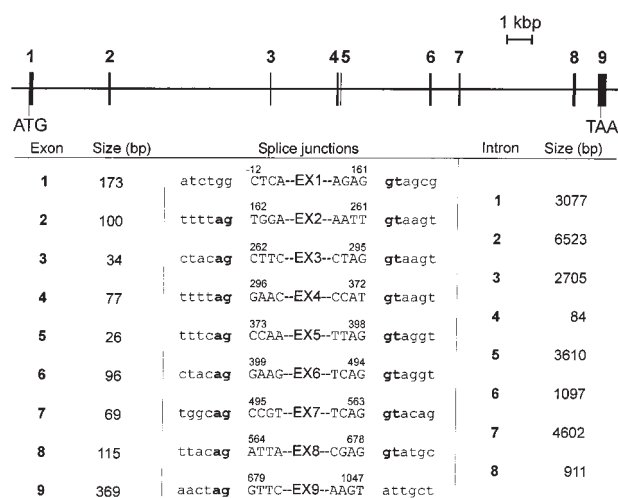 1 kbp
1 2 3 4 5 6 7 8 9
ATG TAA
Exon Size (bp) Splice junctions Intron Size (bp)
-12 161
1 173 atctgg CTCA--EX1--AGAG gtagcg
1 3077
162 261
2 100 ttttag TGGA--EX2--AATT gtaagt
2 6523
262 295
3 34 ctacag CTTC--EX3--CTAG gtaagt
3 2705
296 372
4 77 ttttag GAAC--EX4--CCAT gtaagt
4 84
373 398
5 26 tttcag CCAA--EX5--TTAG gtaggt
5 3610
399 494
6 96 ctacag GAAG--EX6--TCAG gtaggt
6 1097
495 563
7 69 tggcag CCGT--EX7--TCAG gtacag
7 4602
564 678
8 115 ttacag ATTA--EX8--CGAG gtatgc
8 911
679 1047
9 369 aactag GTTC--EX9--AAGT attgct